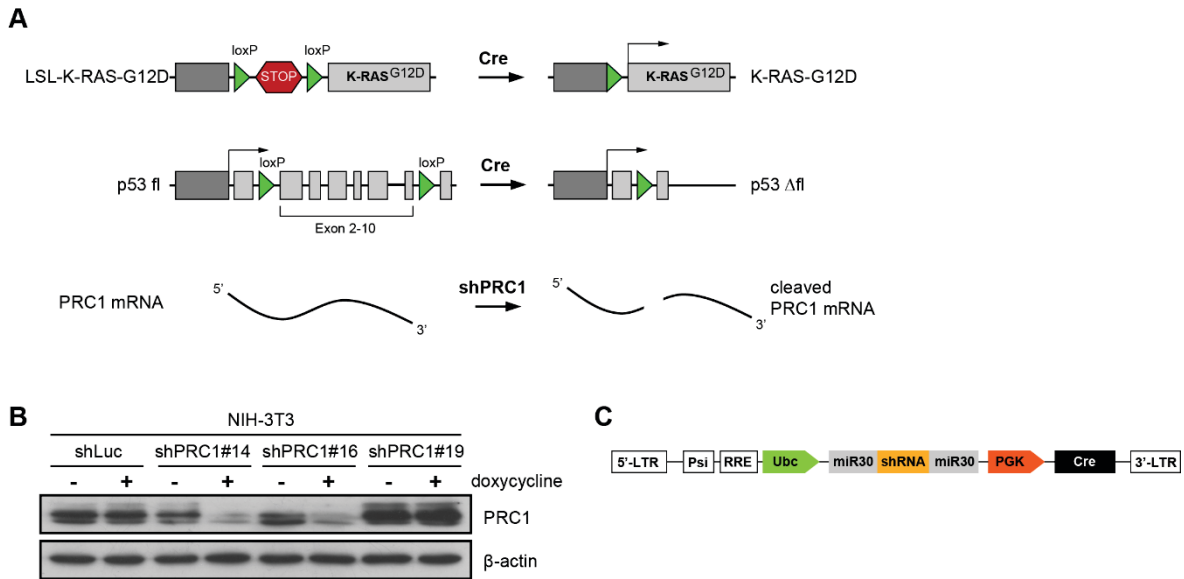 A
loxP loxP
LSL-K-RAS-G12D STOP K-RAS G12D Cre K-RAS G12D K-RAS-G12D
loxP loxP
p53 fl Cre p53 Δfl
Exon 2-10
PRC1 mRNA 5' 3' shPRC1 5' 3' cleaved
PRC1 mRNA
B
NIH-3T3
shLuc shPRC1#14 shPRC1#16 shPRC1#19
- + - + - + - + doxycycline
PRC1
β-actin
C
5'-LTR Psi RRE Ubc miR30 shRNA miR30 PGK Cre 3'-LTR